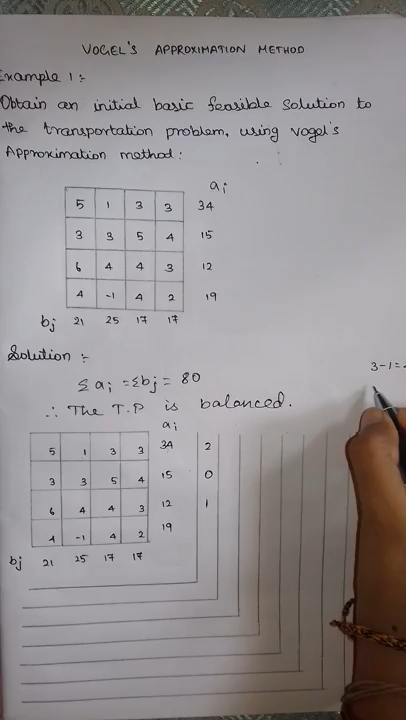 VOGEL'S APPROXIMATION METHOD
Example 1 :-
Obtain an initial basic feasible solution to
the transportation problem, using vogel's
Approximation method :
ai
5 1 3 3 34
3 3 5 4 15
6 4 4 3 12
4 -1 4 2 19
bj 21 25 17 17
Solution :-
Σ ai = Σ bj = 80
3-1=
∴ The T.P is balanced.
ai
5 1 3 3 34 2
3 3 5 4 15 0
6 4 4 3 12 1
4 -1 4 2 19
bj 21 25 17 17